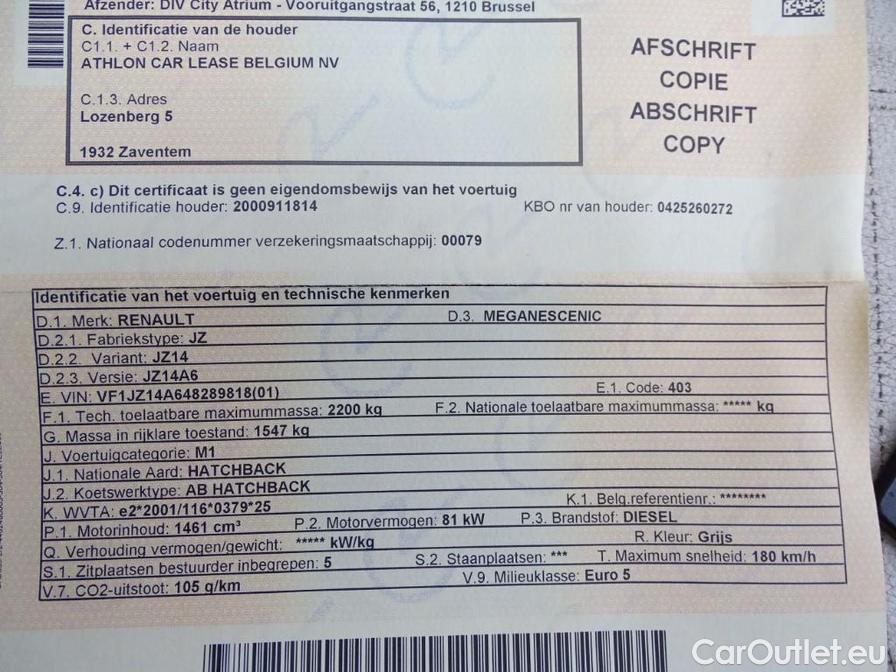 Afzender: DIV City Atrium - Vooruitgangstraat 56, 1210 Brussel
C. Identificatie van de houder
C1.1. + C1.2. Naam
ATHLON CAR LEASE BELGIUM NV
C.1.3. Adres
Lozenberg 5
1932 Zaventem
AFSCHRIFT
COPIE
ABSCHRIFT
COPY
C.4. c) Dit certificaat is geen eigendomsbewijs van het voertuig
C.9. Identificatie houder: 2000911814 KBO nr van houder: 0425260272
Z.1. Nationaal codenummer verzekeringsmaatschappij: 00079
Identificatie van het voertuig en technische kenmerken
D.1. Merk: RENAULT D.3. MEGANESCENIC
D.2.1. Fabriekstype: JZ
D.2.2. Variant: JZ14
D.2.3. Versie: JZ14A6
E. VIN: VF1JZ14A648289818(01) E.1. Code: 403
F.1. Tech. toelaatbare maximummassa: 2200 kg F.2. Nationale toelaatbare maximummassa: ***** kg
G. Massa in rijklare toestand: 1547 kg
J. Voertuigcategorie: M1
J.1. Nationale Aard: HATCHBACK
J.2. Koetswerktype: AB HATCHBACK
K. WVTA: e2*2001/116*0379*25 K.1. Belg.referentienr.: ********
P.1. Motorinhoud: 1461 cm³ P.2. Motorvermogen: 81 kW P.3. Brandstof: DIESEL
Q. Verhouding vermogen/gewicht: ***** kW/kg R. Kleur: Grijs
S.1. Zitplaatsen bestuurder inbegrepen: 5 S.2. Staanplaatsen: *** T. Maximum snelheid: 180 km/h
V.7. CO2-uitstoot: 105 g/km V.9. Milieuklasse: Euro 5
CarOutlet.eu